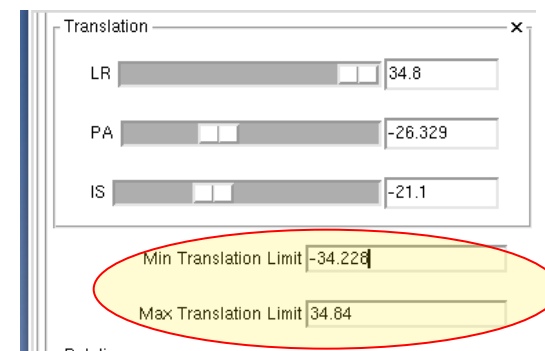 Translation
LR 34.8
PA -26.329
IS -21.1
Min Translation Limit -34.228
Max Translation Limit 34.84